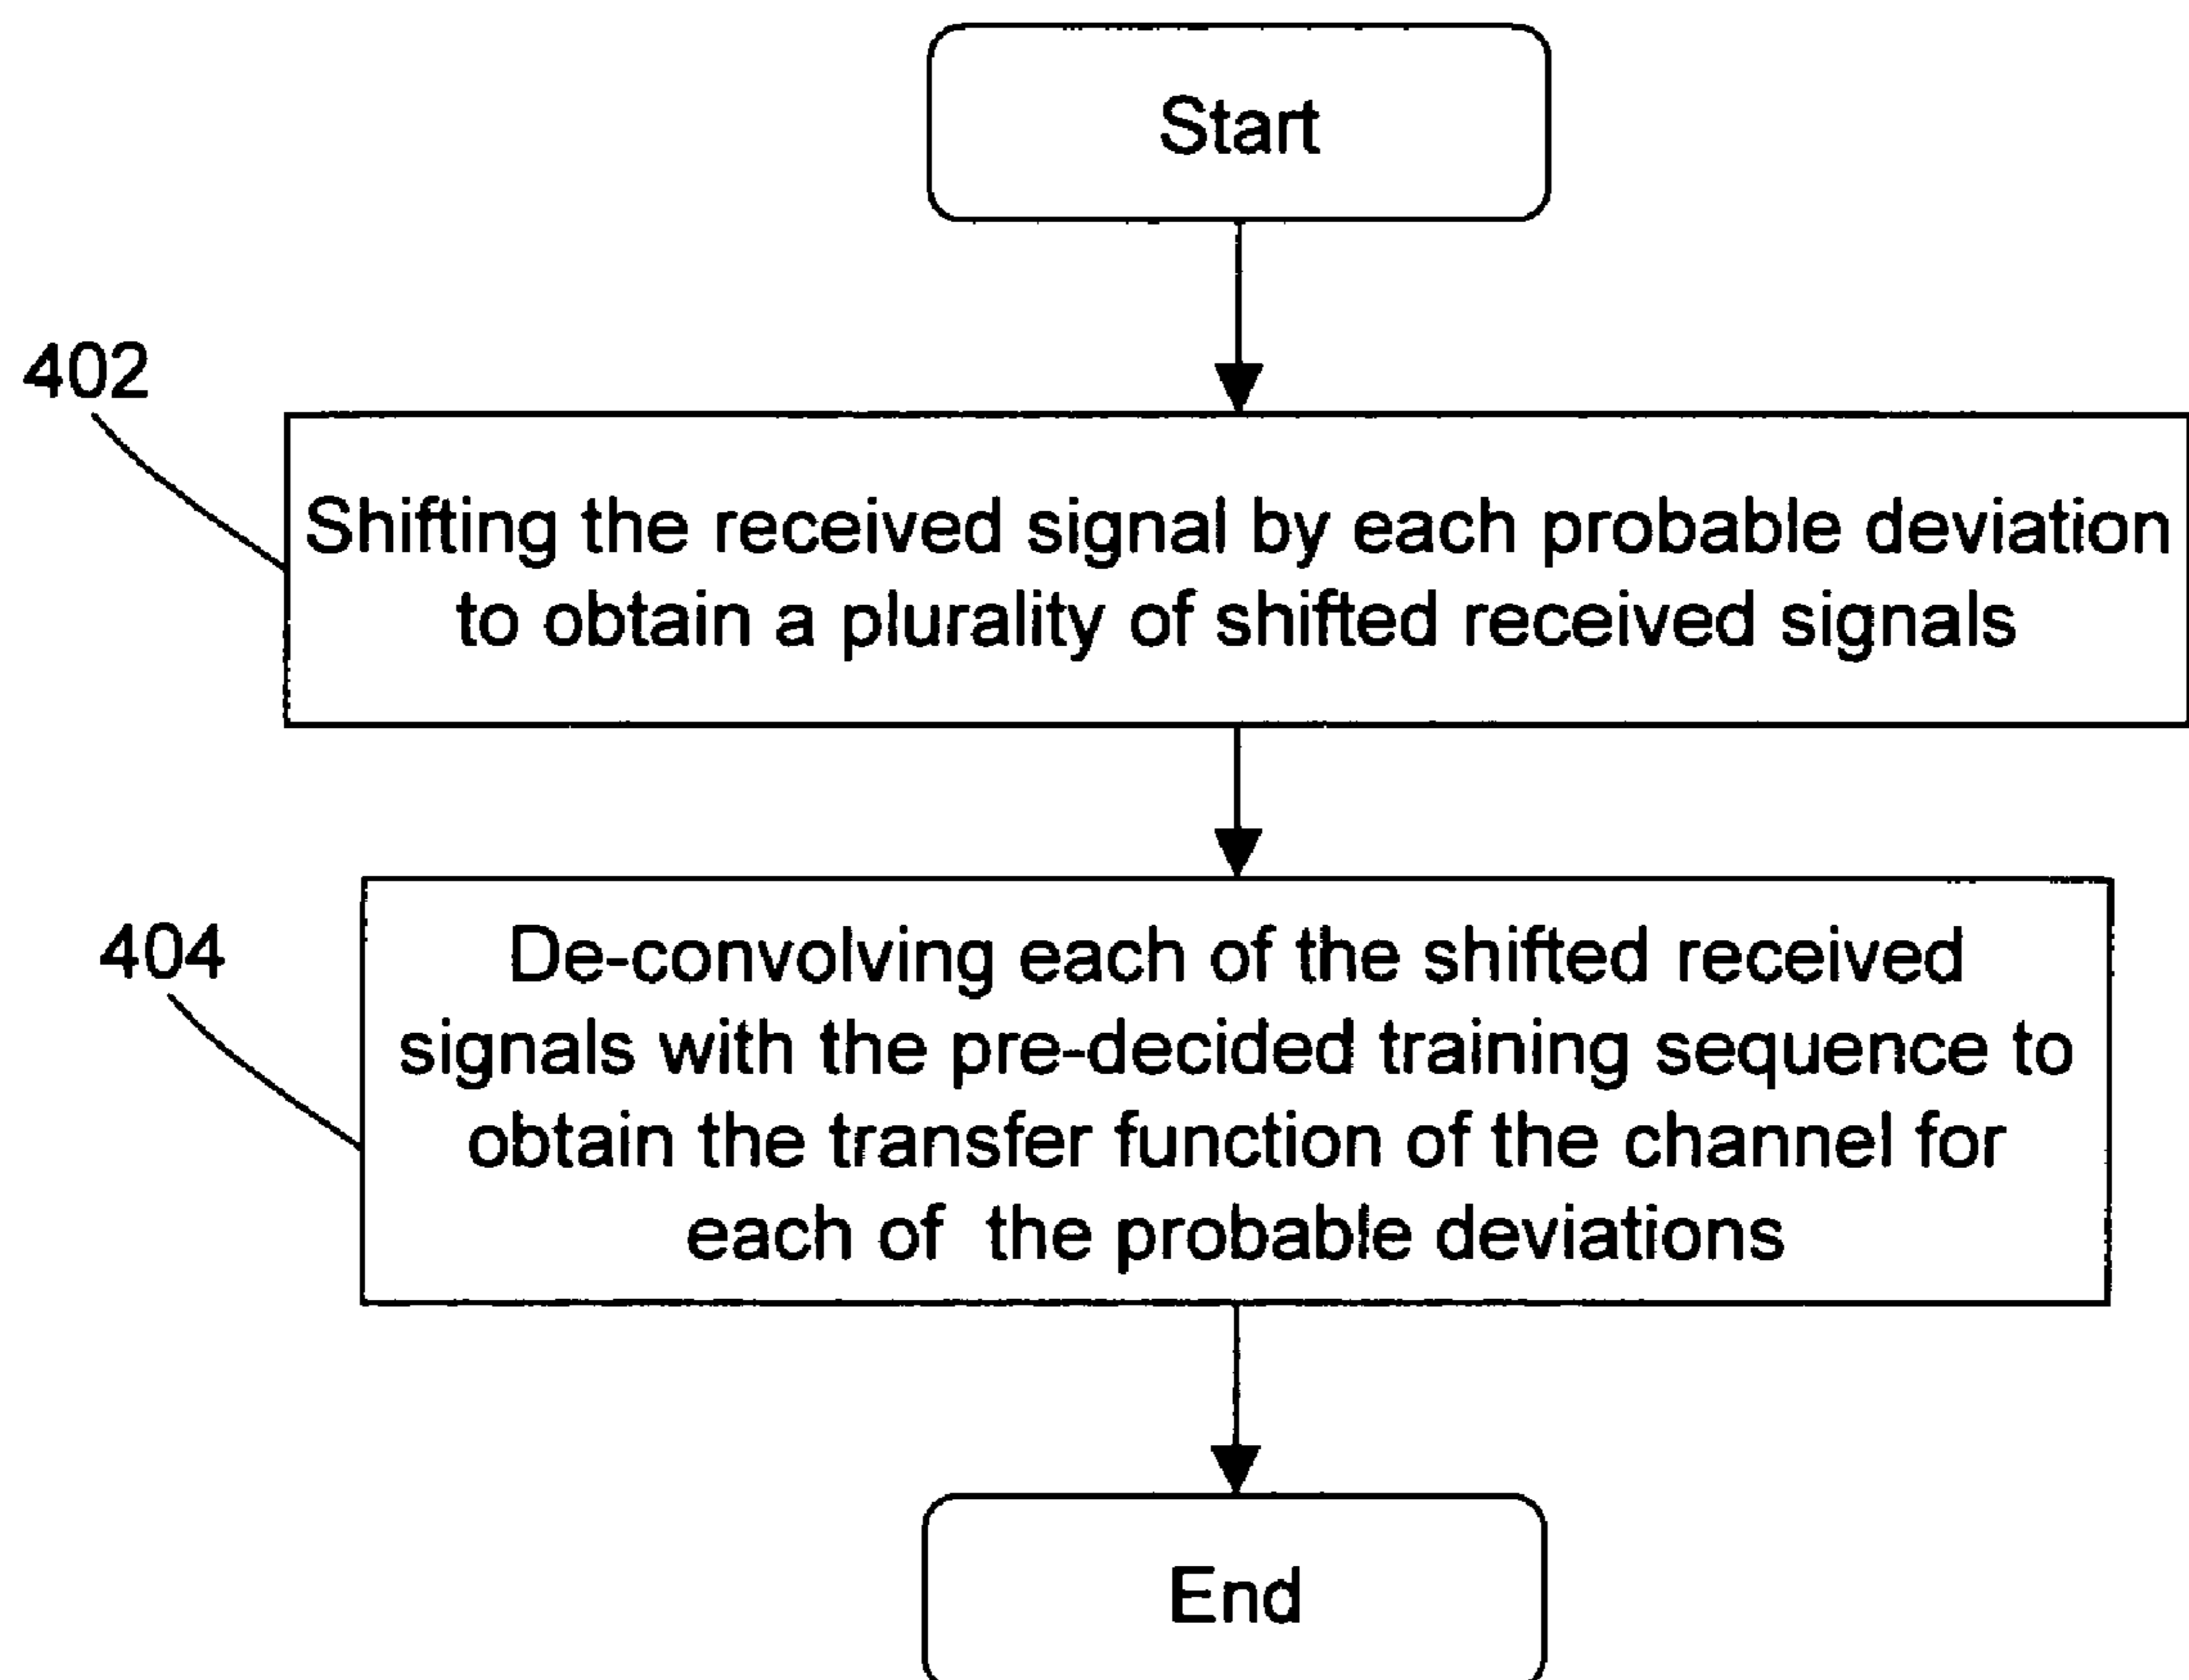 Start
402
Shifting the received signal by each probable deviation
to obtain a plurality of shifted received signals
404
De-convolving each of the shifted received
signals with the pre-decided training sequence to
obtain the transfer function of the channel for
each of the probable deviations
End